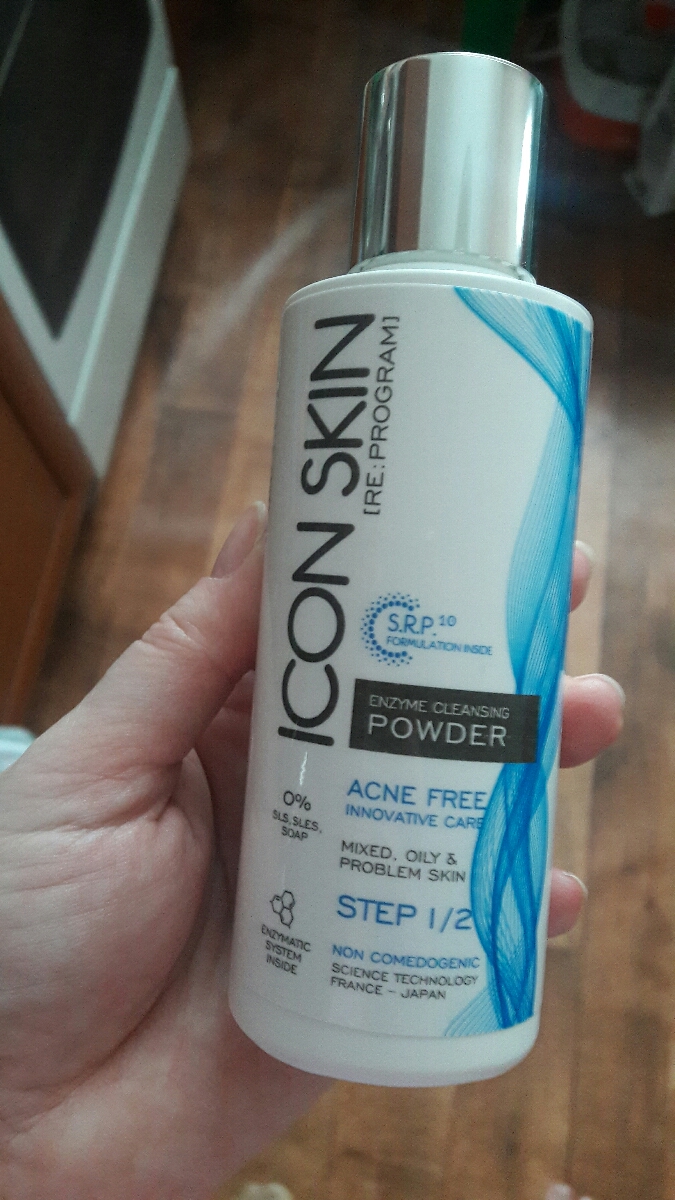 ICON SKIN
[RE:PROGRAM]
S.R.P.¹⁰
FORMULATION INSIDE
ENZYME CLEANSING
POWDER
0%
SLS, SLES,
SOAP
ACNE FREE
INNOVATIVE CARE
MIXED, OILY &
PROBLEM SKIN
STEP 1/2
ENZYMATIC
SYSTEM
INSIDE
NON COMEDOGENIC
SCIENCE TECHNOLOGY
FRANCE – JAPAN